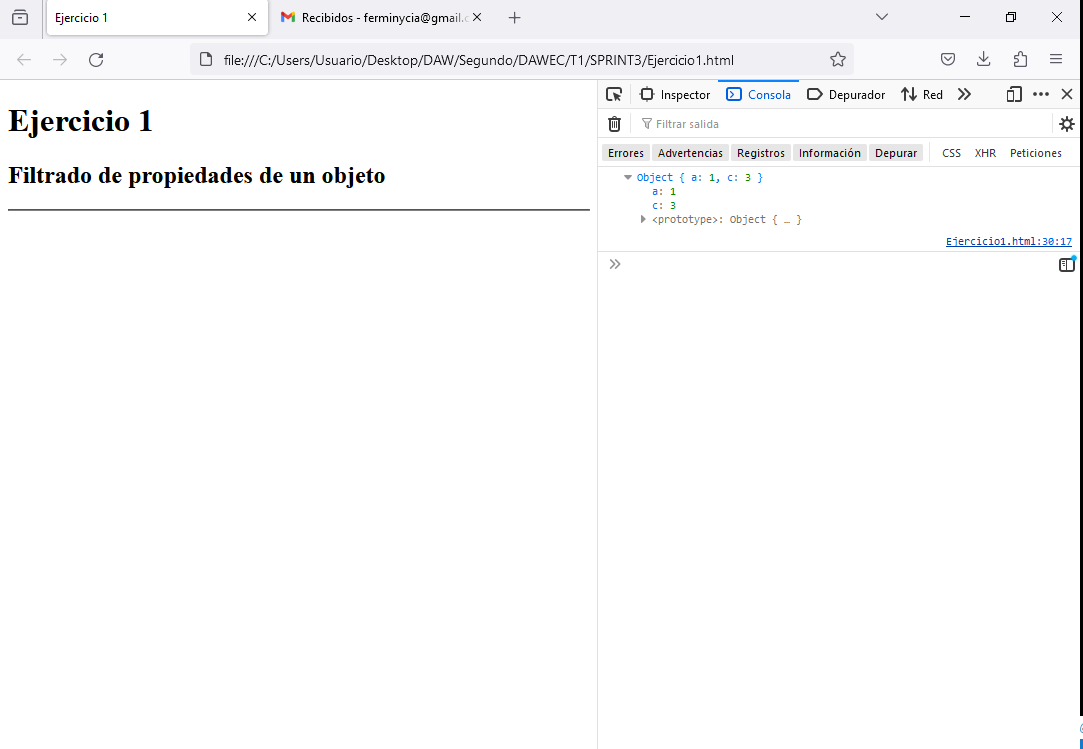 Ejercicio 1
Recibidos - ferminycia@gmail.c
file:///C:/Users/Usuario/Desktop/DAW/Segundo/DAWEC/T1/SPRINT3/Ejercicio1.html
Ejercicio 1
Filtrado de propiedades de un objeto
Inspector Consola Depurador Red
Filtrar salida
Errores Advertencias Registros Información Depurar CSS XHR Peticiones
Object { a: 1, c: 3 }
a: 1
c: 3
<prototype>: Object { … }
Ejercicio1.html:30:17